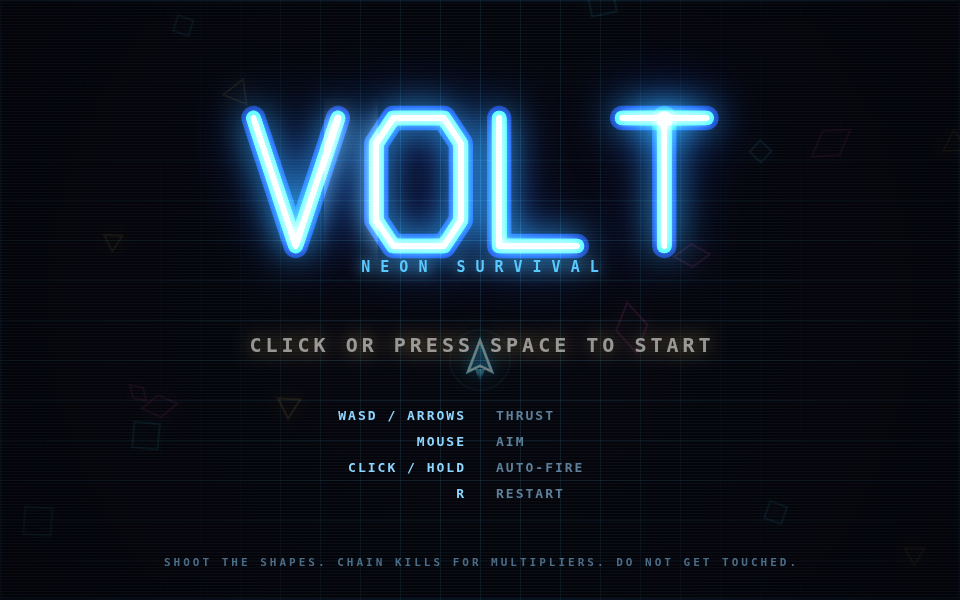 VOLT
NEON SURVIVAL
CLICK OR PRESS SPACE TO START
WASD / ARROWS THRUST
MOUSE AIM
CLICK / HOLD AUTO-FIRE
R RESTART
SHOOT THE SHAPES. CHAIN KILLS FOR MULTIPLIERS. DO NOT GET TOUCHED.